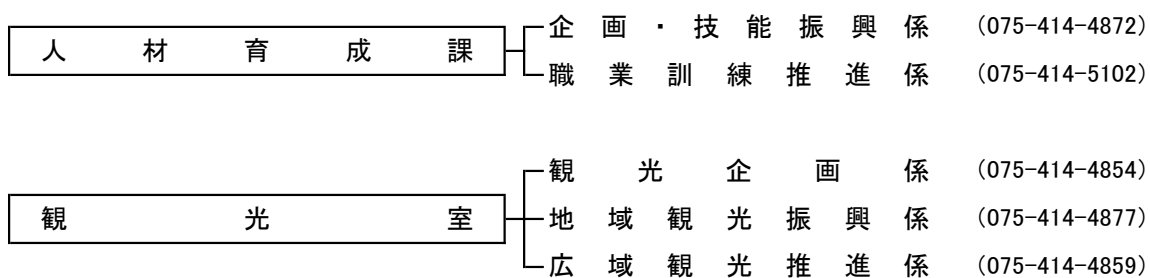 人材育成課
企画・技能振興係 (075-414-4872)
職業訓練推進係 (075-414-5102)
観光室
観光企画係 (075-414-4854)
地域観光振興係 (075-414-4877)
広域観光推進係 (075-414-4859)